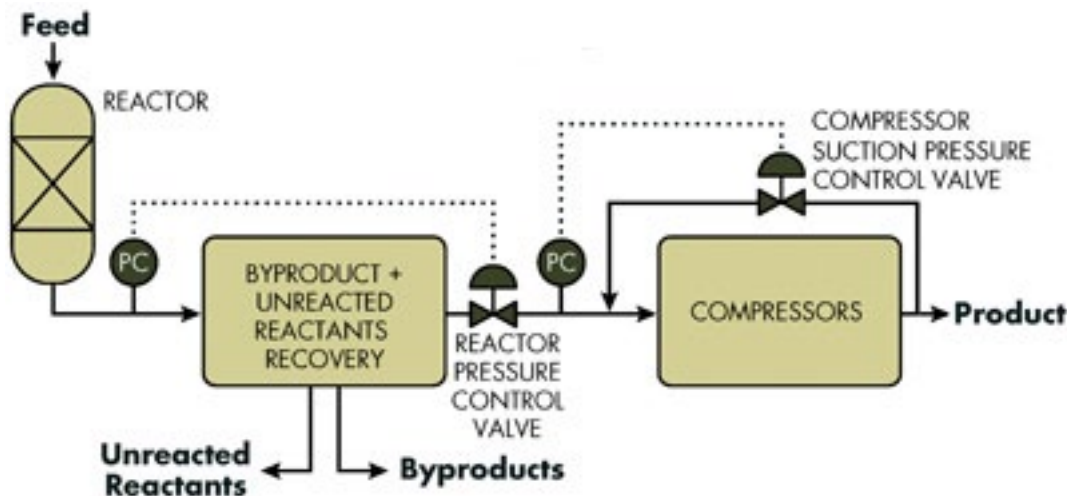 Feed
REACTOR
COMPRESSOR
SUCTION PRESSURE
CONTROL VALVE
PC
PC
BYPRODUCT +
UNREACTED
REACTANTS
RECOVERY
COMPRESSORS
Product
REACTOR
PRESSURE
CONTROL
VALVE
Unreacted
Reactants
Byproducts